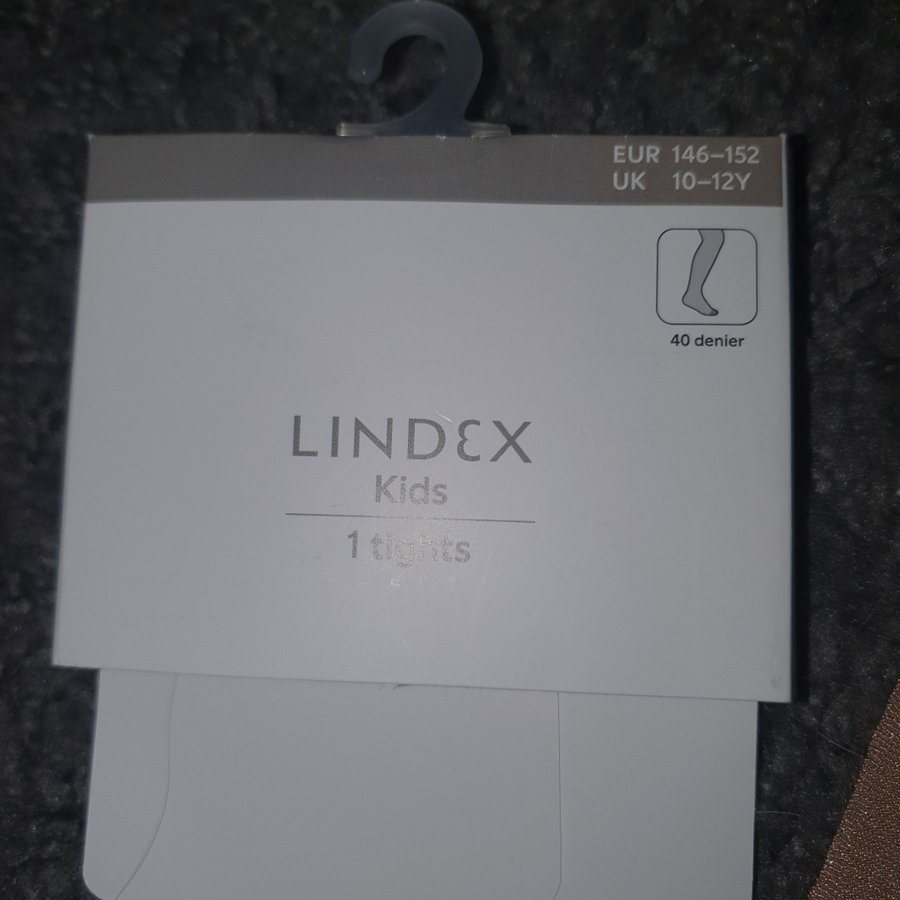 EUR 146–152
UK 10–12Y
40 denier
LINDEX
Kids
1 tights